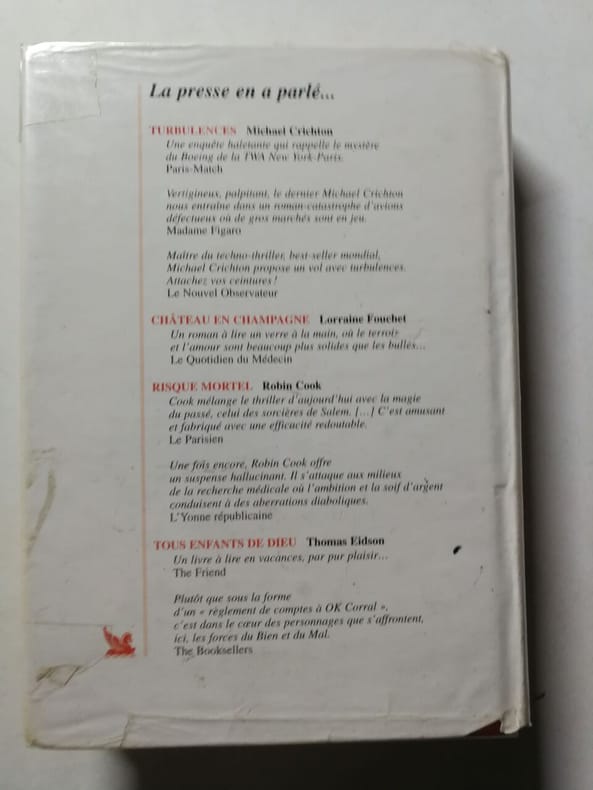 La presse en a parlé...
TURBULENCES Michael Crichton
Une enquête haletante qui rappelle le mystère
du Boeing de la TWA New York-Paris.
Paris-Match
Vertigineux, palpitant, le dernier Michael Crichton
nous entraîne dans un roman-catastrophe d'avions
défectueux où de gros marchés sont en jeu.
Madame Figaro
Maître du techno-thriller, best-seller mondial,
Michael Crichton propose un vol avec turbulences.
Attachez vos ceintures !
Le Nouvel Observateur
CHÂTEAU EN CHAMPAGNE Lorraine Fouchet
Un roman à lire un verre à la main, où le terroir
et l'amour sont beaucoup plus solides que les bulles...
Le Quotidien du Médecin
RISQUE MORTEL Robin Cook
Cook mélange le thriller d'aujourd'hui avec la magie
du passé, celui des sorcières de Salem. [...] C'est amusant
et fabriqué avec une efficacité redoutable.
Le Parisien
Une fois encore, Robin Cook offre
un suspense hallucinant. Il s'attaque aux milieux
de la recherche médicale où l'ambition et la soif d'argent
conduisent à des aberrations diaboliques.
L'Yonne républicaine
TOUS ENFANTS DE DIEU Thomas Eidson
Un livre à lire en vacances, par pur plaisir...
The Friend
Plutôt que sous la forme
d'un « règlement de comptes à OK Corral »,
c'est dans le cœur des personnages que s'affrontent,
ici, les forces du Bien et du Mal.
The Booksellers